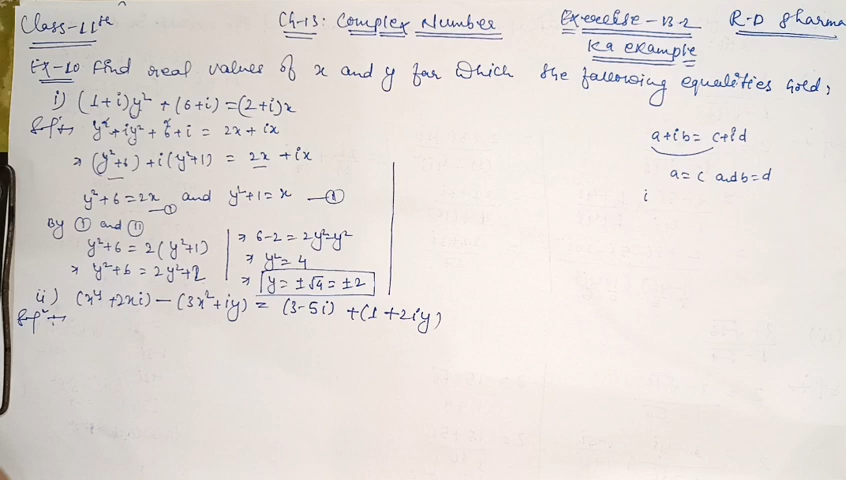 Class-11th Ch-13: Complex Number Exercise-13.2 R.D Sharma
Ka example
Ex-10 Find real values of x and y for which the following equalities hold,
i) (1+i)y² + (6+i) = (2+i)x
Solⁿ:→ y²+iy²+6+i = 2x+ix
⇒ (y²+6)+i(y²+1) = 2x+ix
y²+6=2x —① and y²+1=x —②
By ① and ②
y²+6 = 2(y²+1)
⇒ y²+6 = 2y²+2
⇒ 6-2 = 2y²-y²
⇒ y²=4
⇒ y=±√4=±2
a+ib = c+id
a=c and b=d
i
ii) (x⁴+2xi) - (3x²+iy) = (3-5i) + (1+2iy)
Solⁿ:→